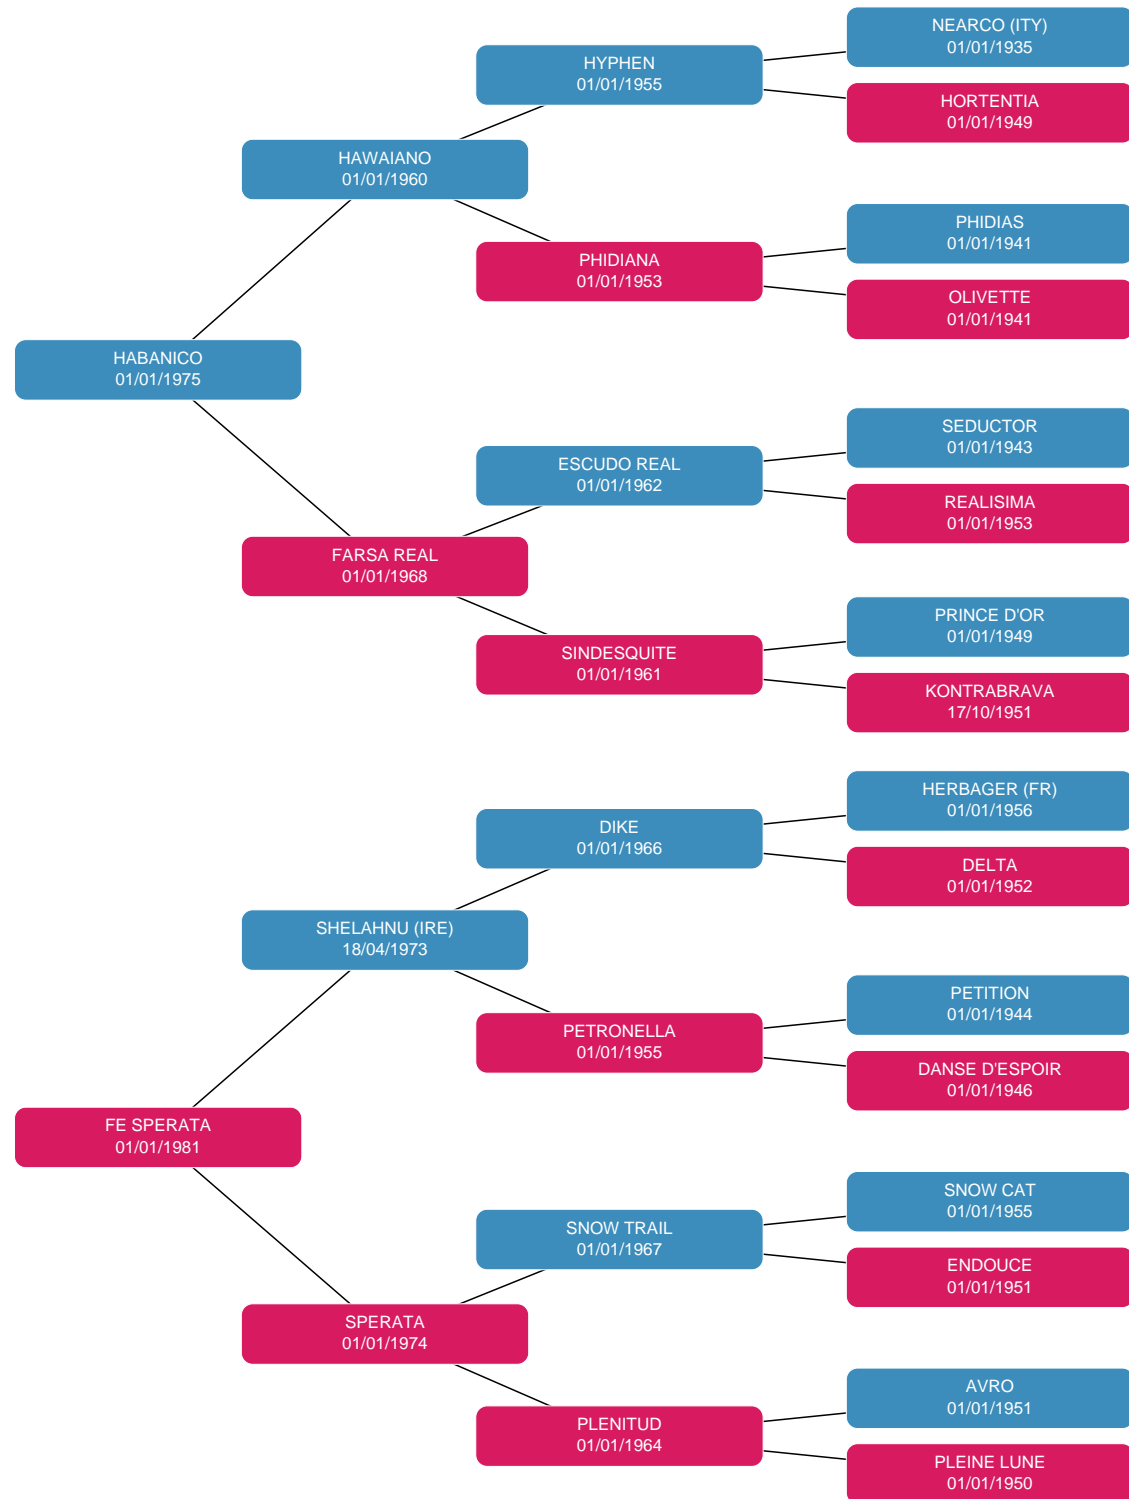 NEARCO (ITY)
01/01/1935
HYPHEN
01/01/1955
HORTENTIA
01/01/1949
HAWAIANO
01/01/1960
PHIDIAS
01/01/1941
PHIDIANA
01/01/1953
OLIVETTE
01/01/1941
HABANICO
01/01/1975
SEDUCTOR
01/01/1943
ESCUDO REAL
01/01/1962
REALISIMA
01/01/1953
FARSA REAL
01/01/1968
PRINCE D'OR
01/01/1949
SINDESQUITE
01/01/1961
KONTRABRAVA
17/10/1951
HERBAGER (FR)
01/01/1956
DIKE
01/01/1966
DELTA
01/01/1952
SHELAHNU (IRE)
18/04/1973
PETITION
01/01/1944
PETRONELLA
01/01/1955
DANSE D'ESPOIR
01/01/1946
FE SPERATA
01/01/1981
SNOW CAT
01/01/1955
SNOW TRAIL
01/01/1967
ENDOUCE
01/01/1951
SPERATA
01/01/1974
AVRO
01/01/1951
PLENITUD
01/01/1964
PLEINE LUNE
01/01/1950